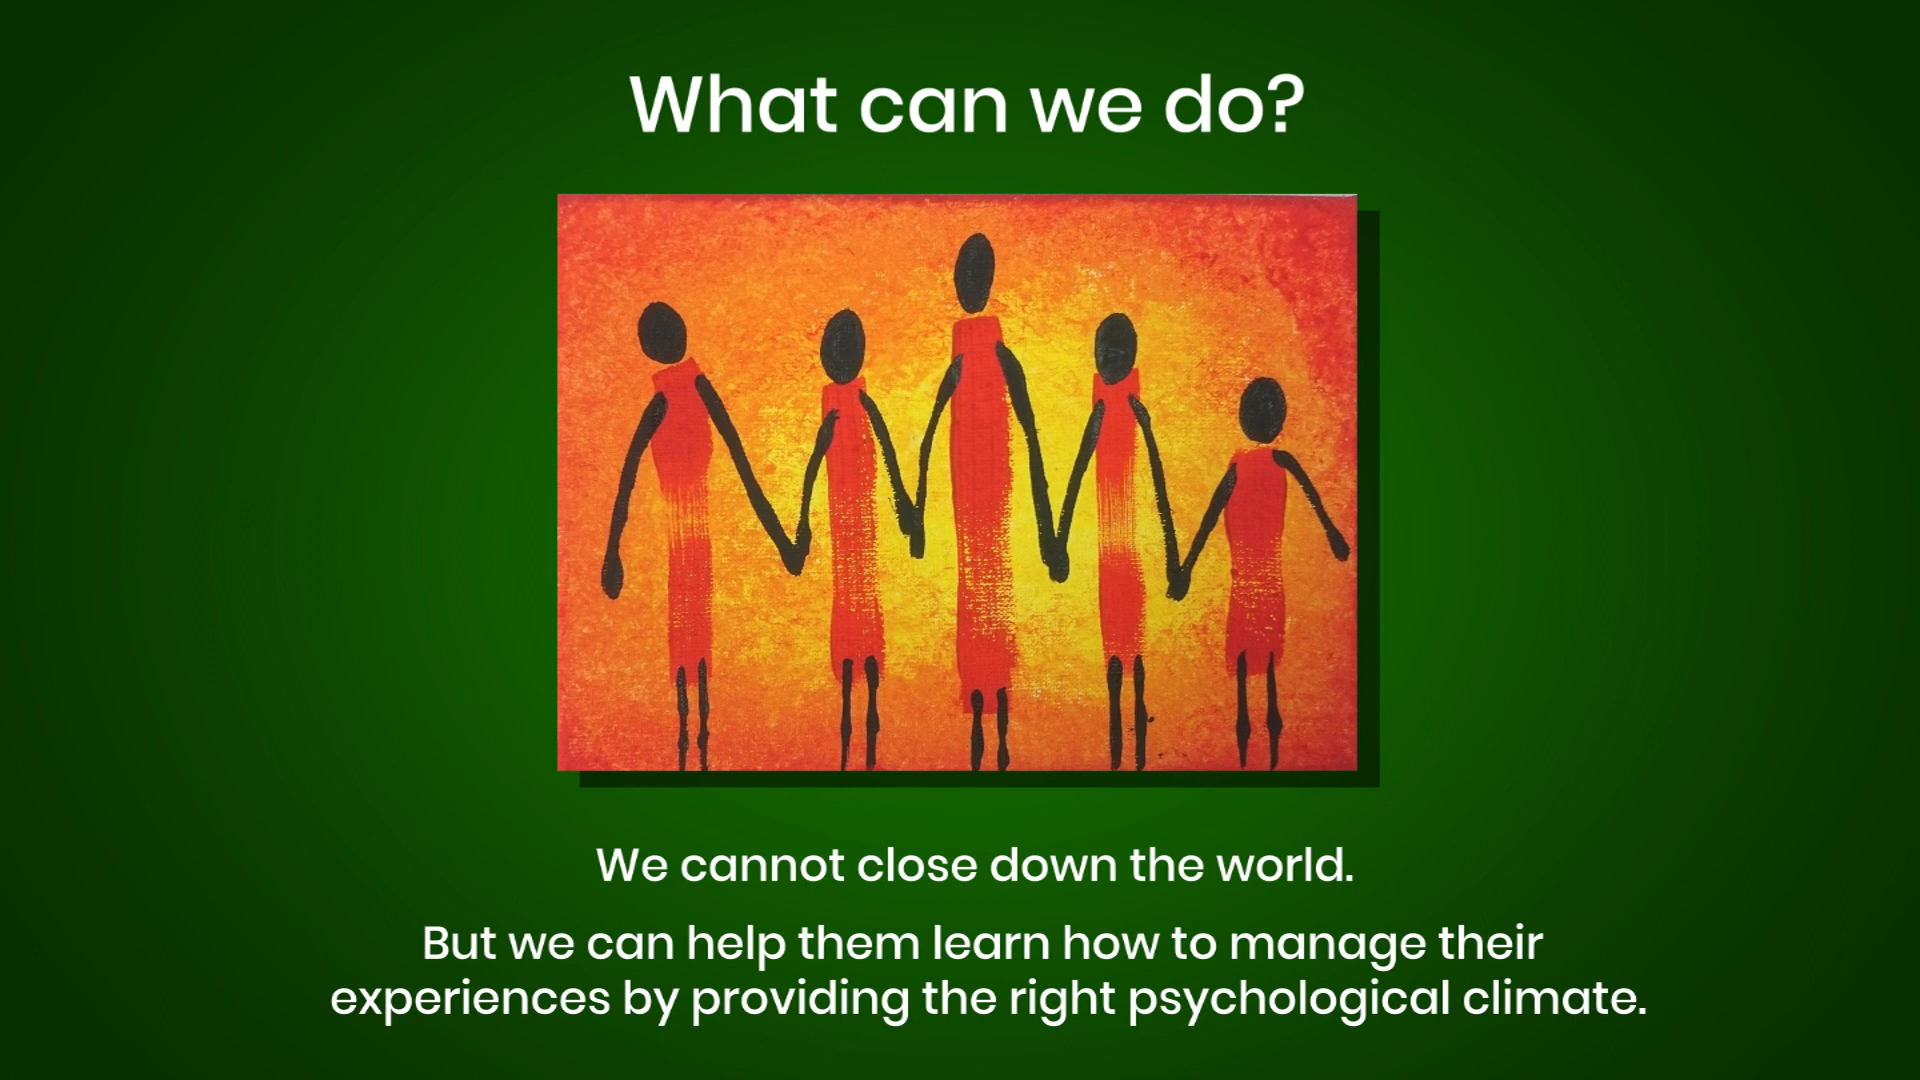 What can we do?
We cannot close down the world.
But we can help them learn how to manage their
experiences by providing the right psychological climate.